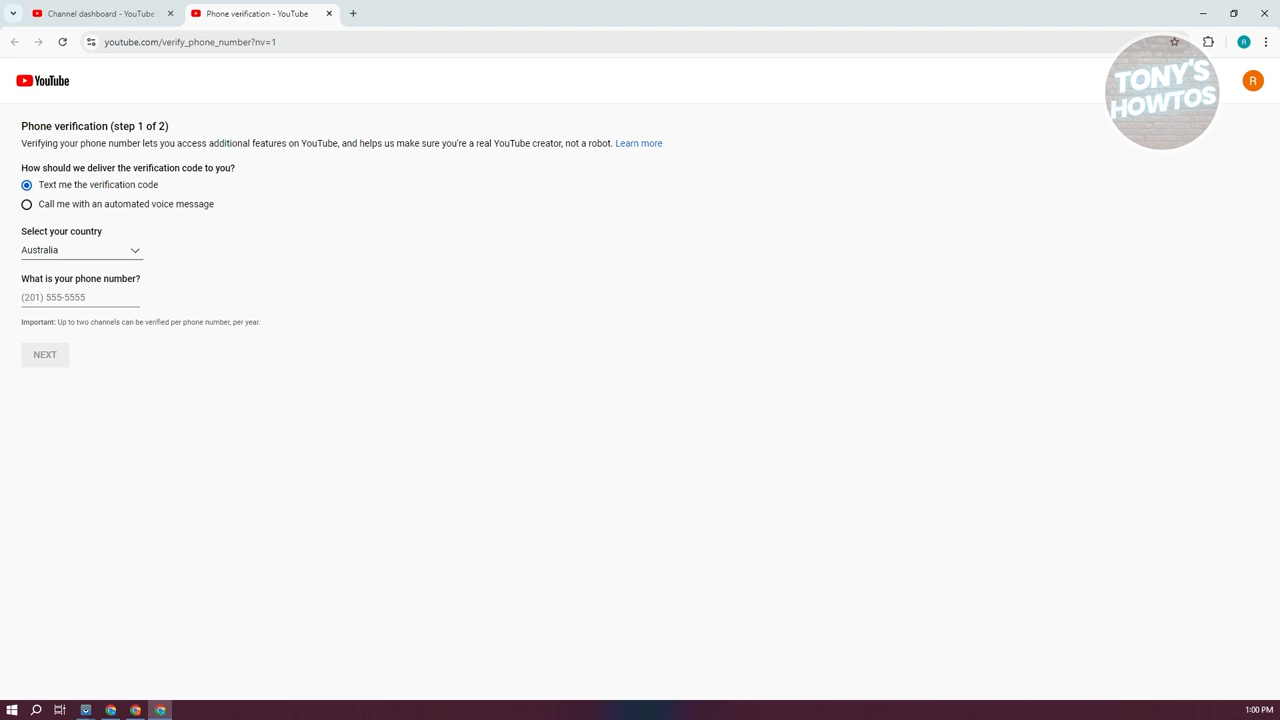 Channel dashboard - YouTube
Phone verification - YouTube
youtube.com/verify_phone_number?nv=1
R
YouTube
TONY'S
HOWTOS
R
Phone verification (step 1 of 2)
Verifying your phone number lets you access additional features on YouTube, and helps us make sure you're a real YouTube creator, not a robot. Learn more
How should we deliver the verification code to you?
Text me the verification code
Call me with an automated voice message
Select your country
Australia
What is your phone number?
(201) 555-5555
Important: Up to two channels can be verified per phone number, per year.
NEXT
1:00 PM